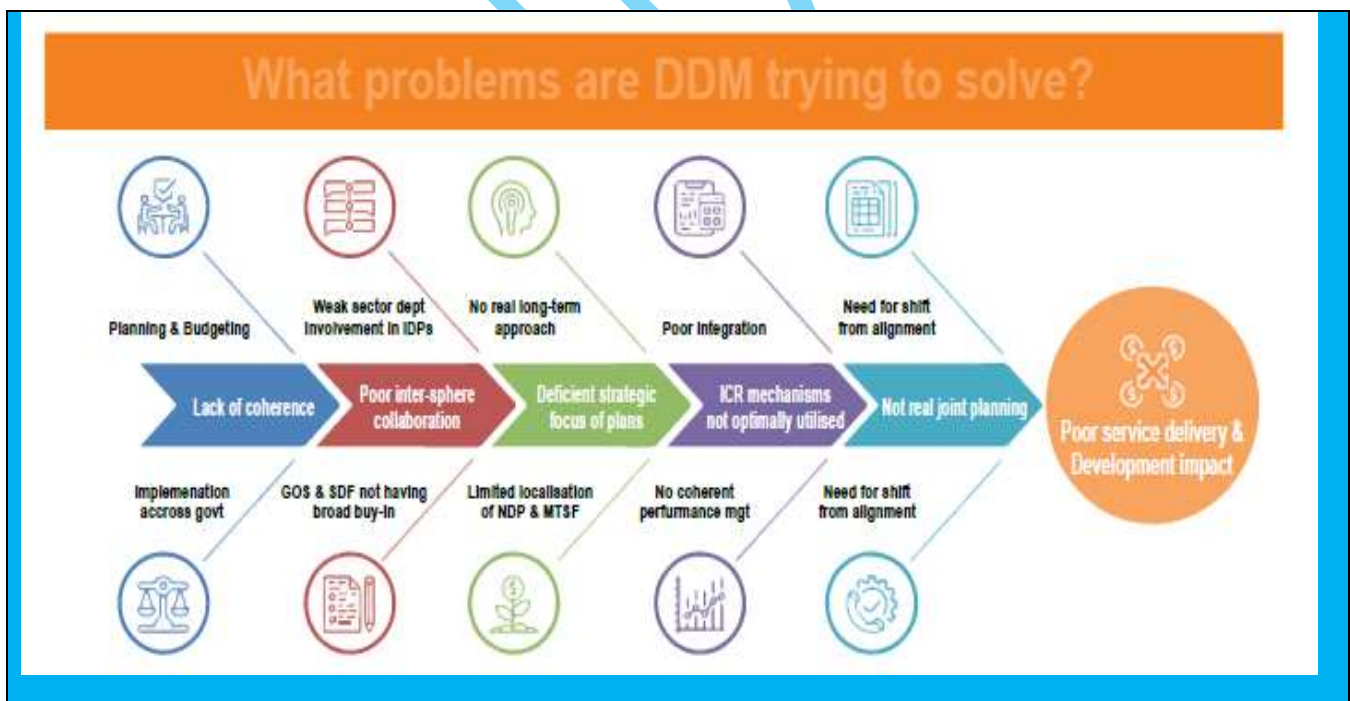 What problems are DDM trying to solve?
Planning & Budgeting
Weak sector dept
involvement in IDPs
No real long-term
approach
Poor integration
Need for shift
from alignment
Lack of coherence
Poor inter-sphere
collaboration
Deficient strategic
focus of plans
ICR mechanisms
not optimally utilised
Not real joint planning
Poor service delivery &
Development impact
Implemenation
accross govt
GOS & SDF not having
broad buy-in
Limited localisation
of NDP & MTSF
No coherent
perfurmance mgt
Need for shift
from alignment